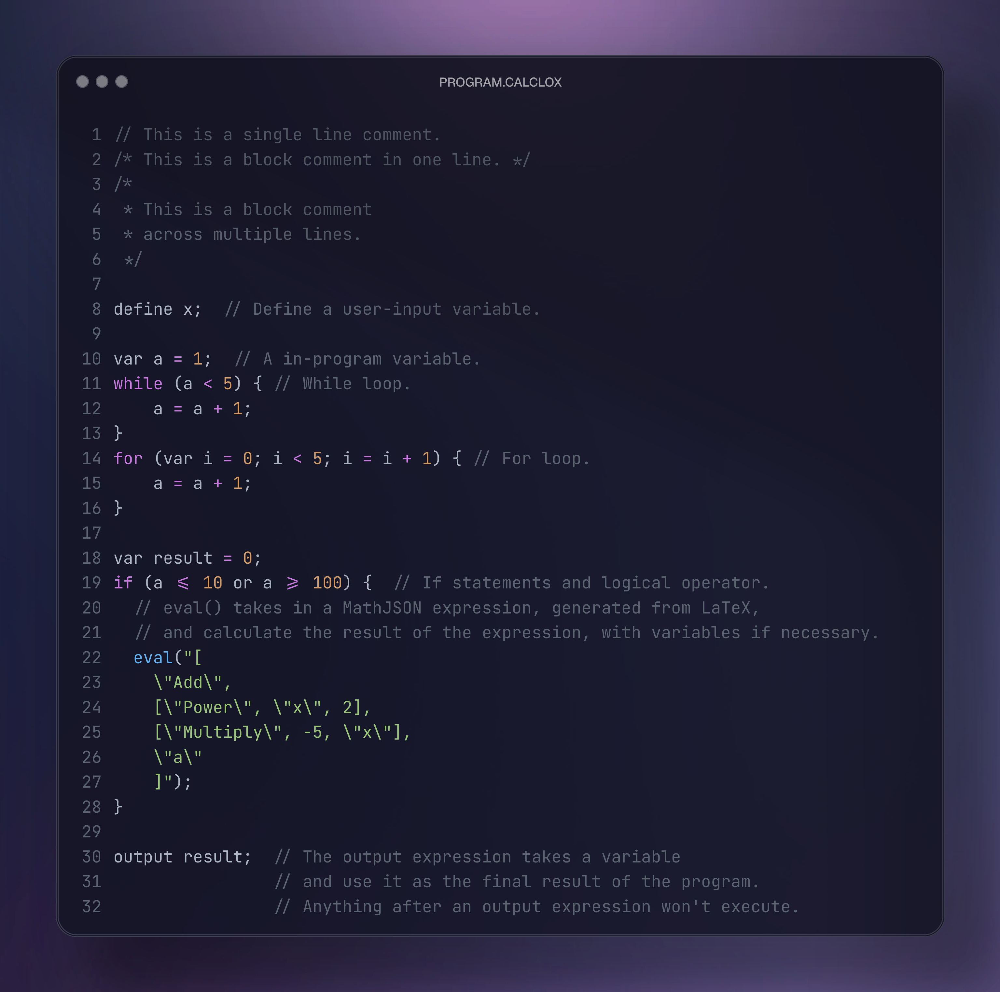 PROGRAM.CALCLOX
1 // This is a single line comment.
2 /* This is a block comment in one line. */
3 /*
4  * This is a block comment
5  * across multiple lines.
6  */
7
8 define x;  // Define a user-input variable.
9
10 var a = 1;  // A in-program variable.
11 while (a < 5) { // While loop.
12     a = a + 1;
13 }
14 for (var i = 0; i < 5; i = i + 1) { // For loop.
15     a = a + 1;
16 }
17
18 var result = 0;
19 if (a <= 10 or a >= 100) {  // If statements and logical operator.
20   // eval() takes in a MathJSON expression, generated from LaTeX,
21   // and calculate the result of the expression, with variables if necessary.
22   eval("[
23     \"Add\",
24     [\"Power\", \"x\", 2],
25     [\"Multiply\", -5, \"x\"],
26     \"a\"
27     ]");
28 }
29
30 output result;  // The output expression takes a variable
31                 // and use it as the final result of the program.
32                 // Anything after an output expression won't execute.